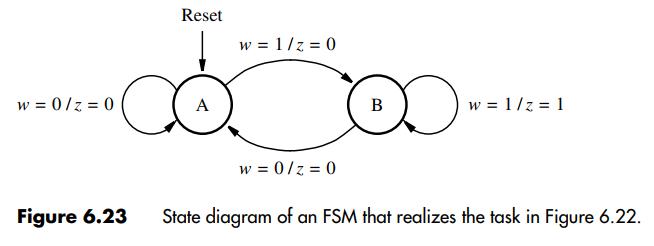 Reset
w = 1 / z = 0
w = 0 / z = 0
A
B
w = 1 / z = 1
w = 0 / z = 0
Figure 6.23 State diagram of an FSM that realizes the task in Figure 6.22.